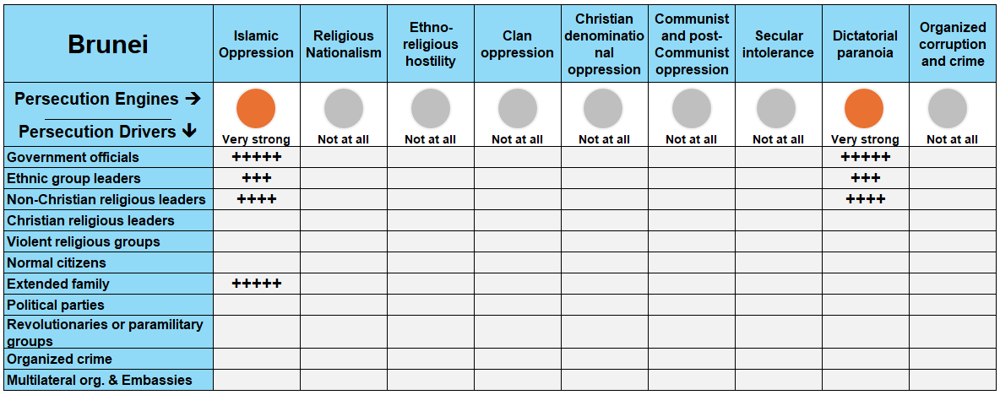 Brunei
Islamic
Oppression
Religious
Nationalism
Ethno-
religious
hostility
Clan
oppression
Christian
denominatio
nal
oppression
Communist
and post-
Communist
oppression
Secular
intolerance
Dictatorial
paranoia
Organized
corruption
and crime
Persecution Engines →
Persecution Drivers ↓
Very strong
Not at all
Not at all
Not at all
Not at all
Not at all
Not at all
Very strong
Not at all
Government officials +++++ +++++
Ethnic group leaders +++ +++
Non-Christian religious leaders ++++ ++++
Christian religious leaders
Violent religious groups
Normal citizens
Extended family +++++
Political parties
Revolutionaries or paramilitary
groups
Organized crime
Multilateral org. & Embassies